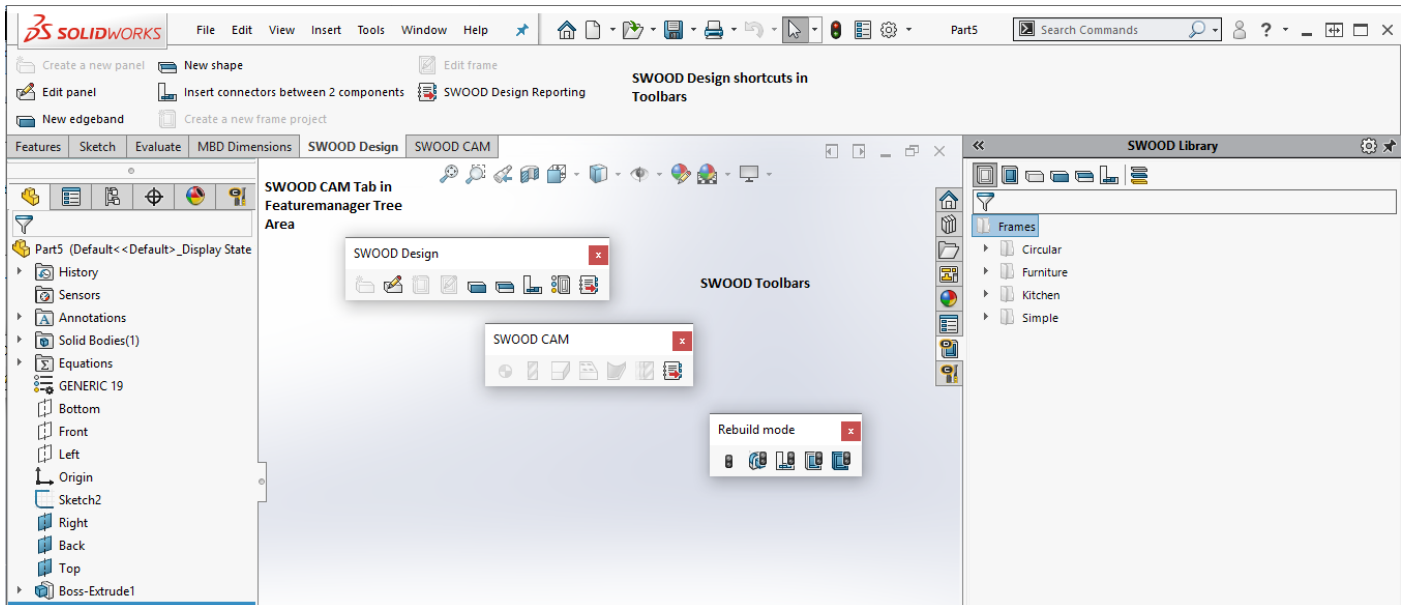 SOLIDWORKS File Edit View Insert Tools Window Help Part5 Search Commands ?
Create a new panel New shape Edit frame
SWOOD Design shortcuts in
Toolbars
Edit panel Insert connectors between 2 components SWOOD Design Reporting
New edgeband Create a new frame project
Features Sketch Evaluate MBD Dimensions SWOOD Design SWOOD CAM
SWOOD Library
SWOOD CAM Tab in
Featuremanager Tree
Area
Part5 (Default<<Default>_Display State
History
Sensors
Annotations
Solid Bodies(1)
Equations
GENERIC 19
Bottom
Front
Left
Origin
Sketch2
Right
Back
Top
Boss-Extrude1
SWOOD Design x
SWOOD Toolbars
SWOOD CAM x
Rebuild mode x
Frames
Circular
Furniture
Kitchen
Simple